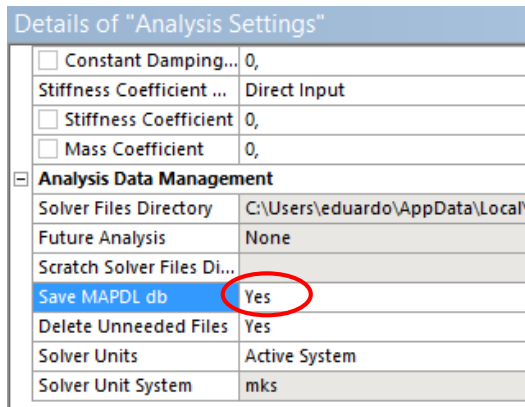 Details of "Analysis Settings"
Constant Damping... 0,
Stiffness Coefficient ... Direct Input
Stiffness Coefficient 0,
Mass Coefficient 0,
Analysis Data Management
Solver Files Directory C:\Users\eduardo\AppData\Local\
Future Analysis None
Scratch Solver Files Di...
Save MAPDL db Yes
Delete Unneeded Files Yes
Solver Units Active System
Solver Unit System mks